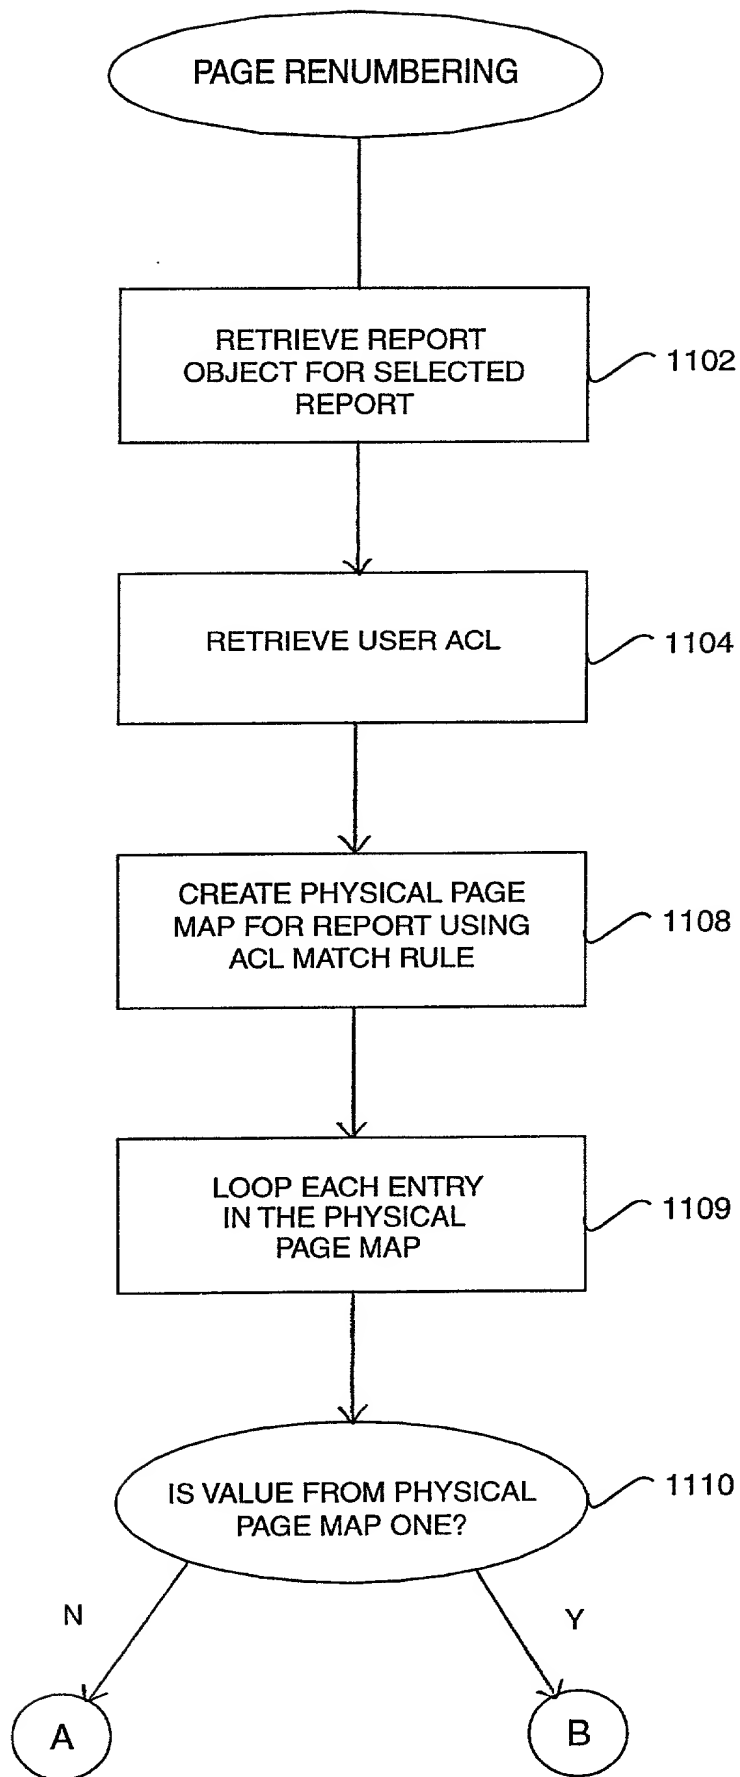 PAGE RENUMBERING
RETRIEVE REPORT
OBJECT FOR SELECTED
REPORT
1102
RETRIEVE USER ACL
1104
CREATE PHYSICAL PAGE
MAP FOR REPORT USING
ACL MATCH RULE
1108
LOOP EACH ENTRY
IN THE PHYSICAL
PAGE MAP
1109
IS VALUE FROM PHYSICAL
PAGE MAP ONE?
1110
N
Y
A
B